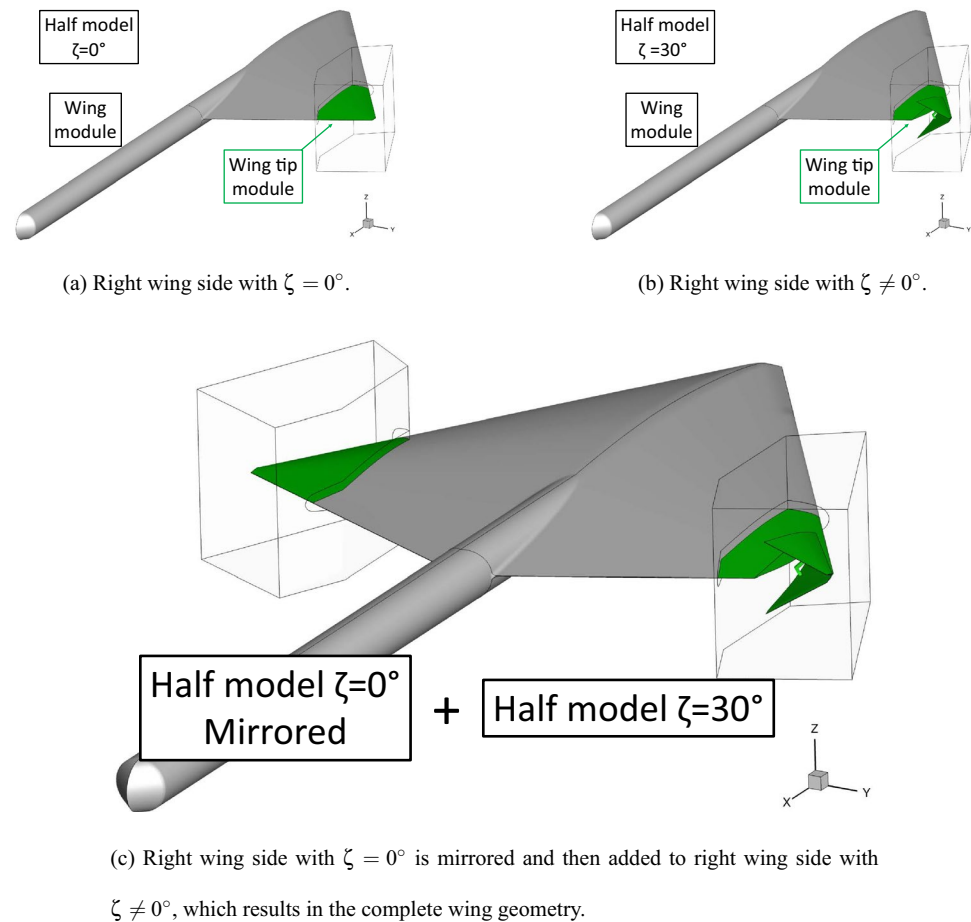 Half model
ζ=0°
Wing
module
Wing tip
module
Z
X
Y
Half model
ζ =30°
Wing
module
Wing tip
module
Z
X
Y
(a) Right wing side with ζ = 0°.
(b) Right wing side with ζ ≠ 0°.
Half model ζ=0°
Mirrored
+
Half model ζ=30°
Z
X
Y
(c) Right wing side with ζ = 0° is mirrored and then added to right wing side with
ζ ≠ 0°, which results in the complete wing geometry.